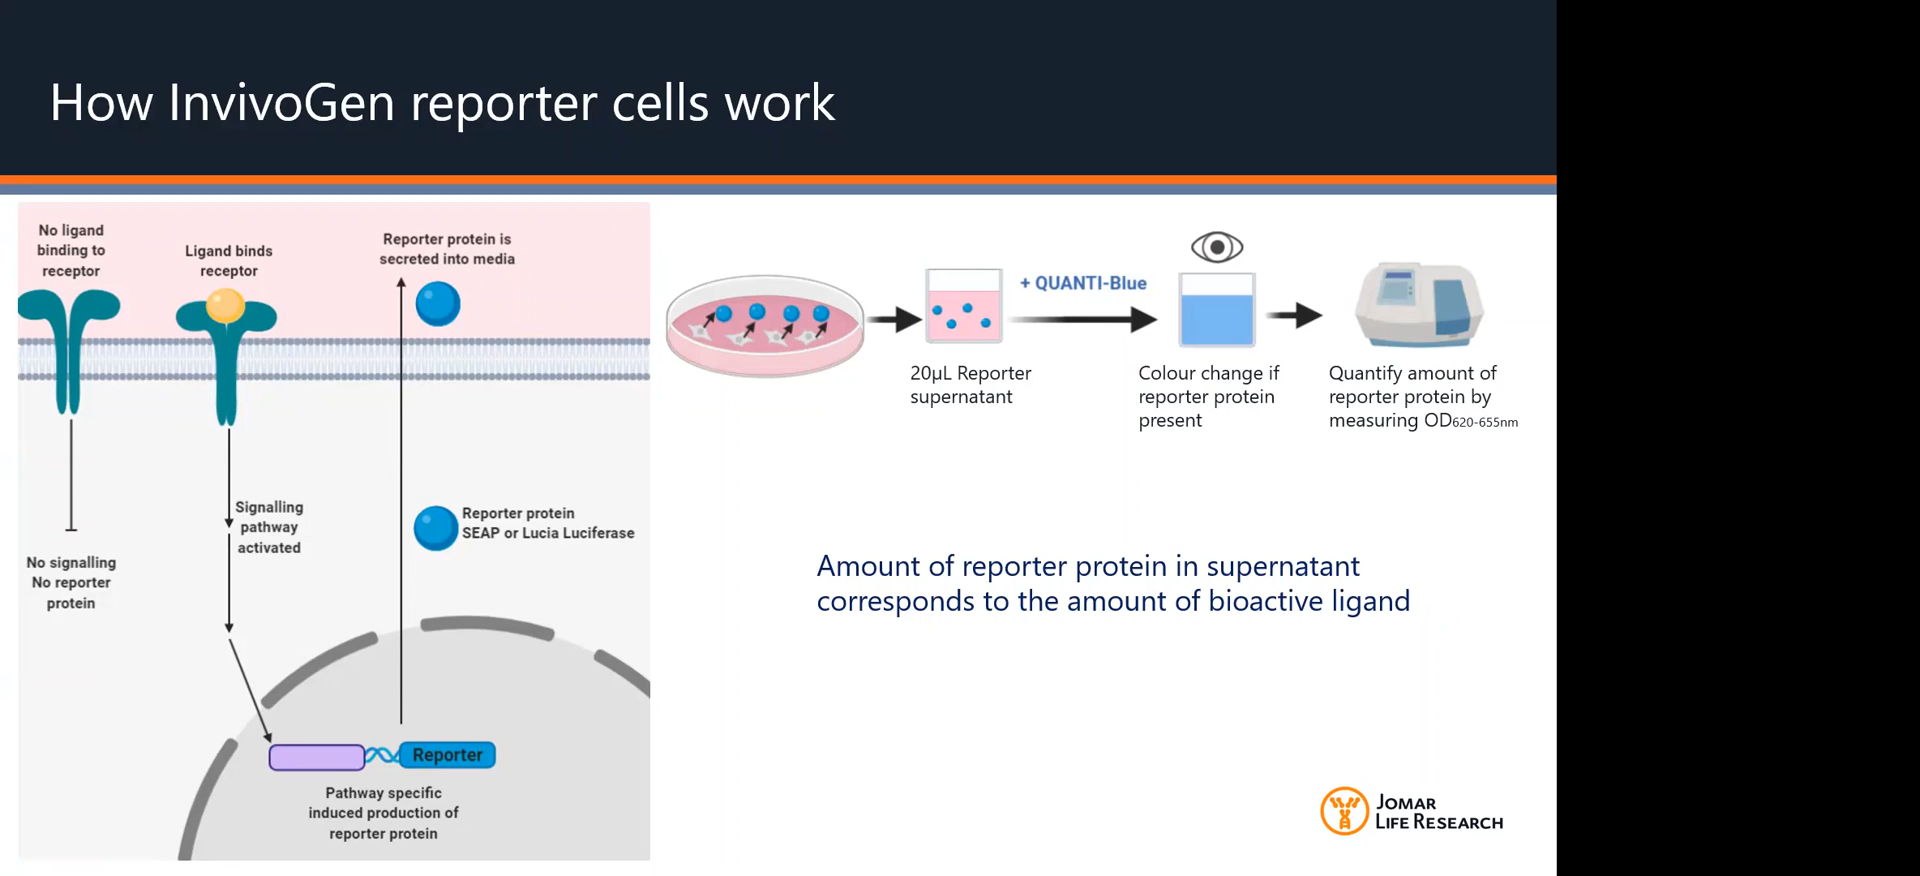 How InvivoGen reporter cells work
No ligand
binding to
receptor
Ligand binds
receptor
Reporter protein is
secreted into media
No signalling
No reporter
protein
Signalling
pathway
activated
Reporter protein
SEAP or Lucia Luciferase
Reporter
Pathway specific
induced production of
reporter protein
+ QUANTI-Blue
20µL Reporter
supernatant
Colour change if
reporter protein
present
Quantify amount of
reporter protein by
measuring OD620-655nm
Amount of reporter protein in supernatant
corresponds to the amount of bioactive ligand
JOMAR
LIFE RESEARCH